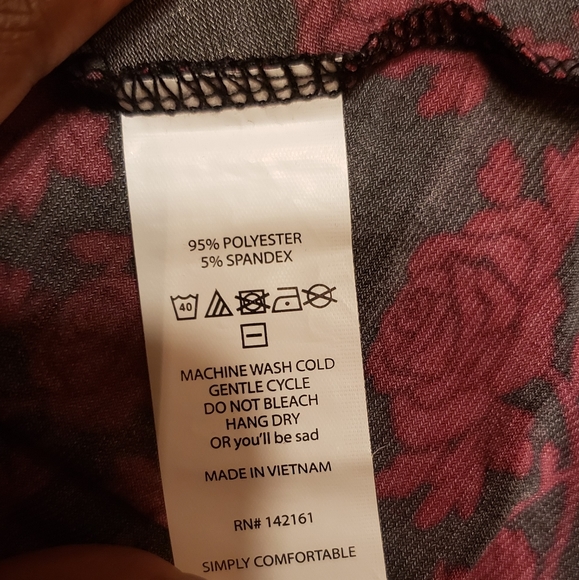 95% POLYESTER
5% SPANDEX
40
MACHINE WASH COLD
GENTLE CYCLE
DO NOT BLEACH
HANG DRY
OR you'll be sad
MADE IN VIETNAM
RN# 142161
SIMPLY COMFORTABLE